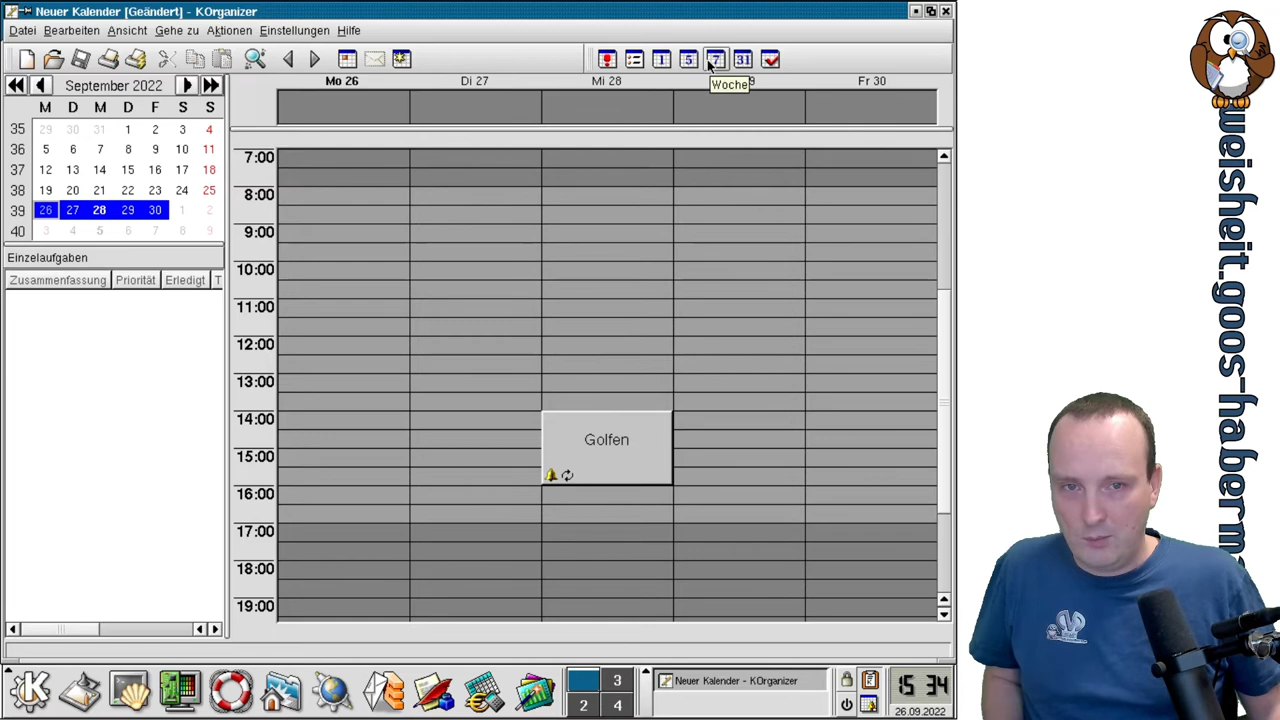 Neuer Kalender [Geändert] - KOrganizer
Datei Bearbeiten Ansicht Gehe zu Aktionen Einstellungen Hilfe
1 5 7 31
Woche
September 2022
M D M D F S S
35 29 30 31 1 2 3 4
36 5 6 7 8 9 10 11
37 12 13 14 15 16 17 18
38 19 20 21 22 23 24 25
39 26 27 28 29 30 1 2
40 3 4 5 6 7 8 9
Einzelaufgaben
Zusammenfassung Priorität Erledigt T
Mo 26 Di 27 Mi 28 9 Fr 30
7:00
8:00
9:00
10:00
11:00
12:00
13:00
14:00
Golfen
15:00
16:00
17:00
18:00
19:00
3
2 4
Neuer Kalender - KOrganizer
15 34
26.09.2022
weisheit.goos-haberm